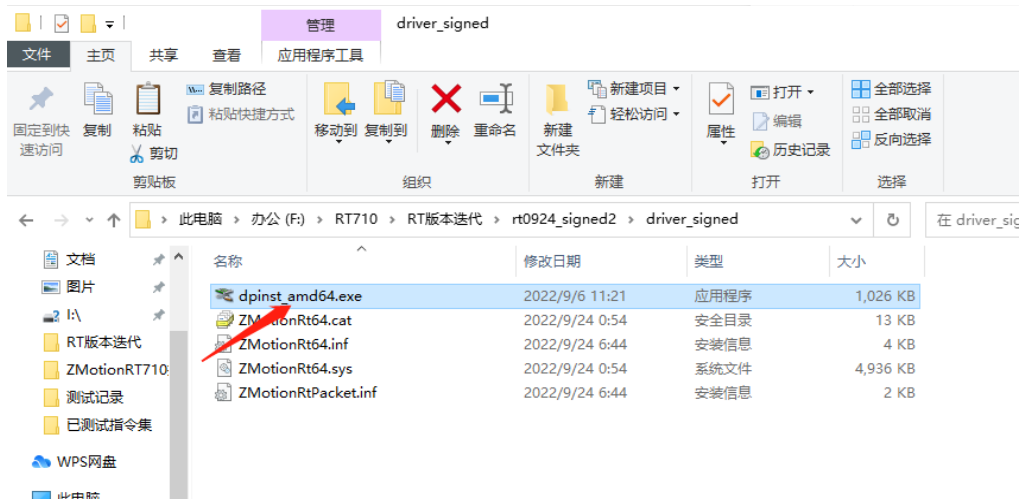 管理 driver_signed
文件 主页 共享 查看 应用程序工具
固定到快速访问
复制
粘贴
复制路径
粘贴快捷方式
剪切
剪贴板
移动到
复制到
删除
重命名
组织
新建文件夹
新建项目
轻松访问
新建
属性
打开
编辑
历史记录
打开
全部选择
全部取消
反向选择
选择
此电脑 > 办公 (F:) > RT710 > RT版本迭代 > rt0924_signed2 > driver_signed
在 driver_sig
文档
图片
I:\
RT版本迭代
ZMotionRT710
测试记录
已测试指令集
WPS网盘
此电脑
名称 修改日期 类型 大小
dpinst_amd64.exe 2022/9/6 11:21 应用程序 1,026 KB
ZMotionRt64.cat 2022/9/24 0:54 安全目录 13 KB
ZMotionRt64.inf 2022/9/24 6:44 安装信息 4 KB
ZMotionRt64.sys 2022/9/24 0:54 系统文件 4,936 KB
ZMotionRtPacket.inf 2022/9/24 6:44 安装信息 2 KB